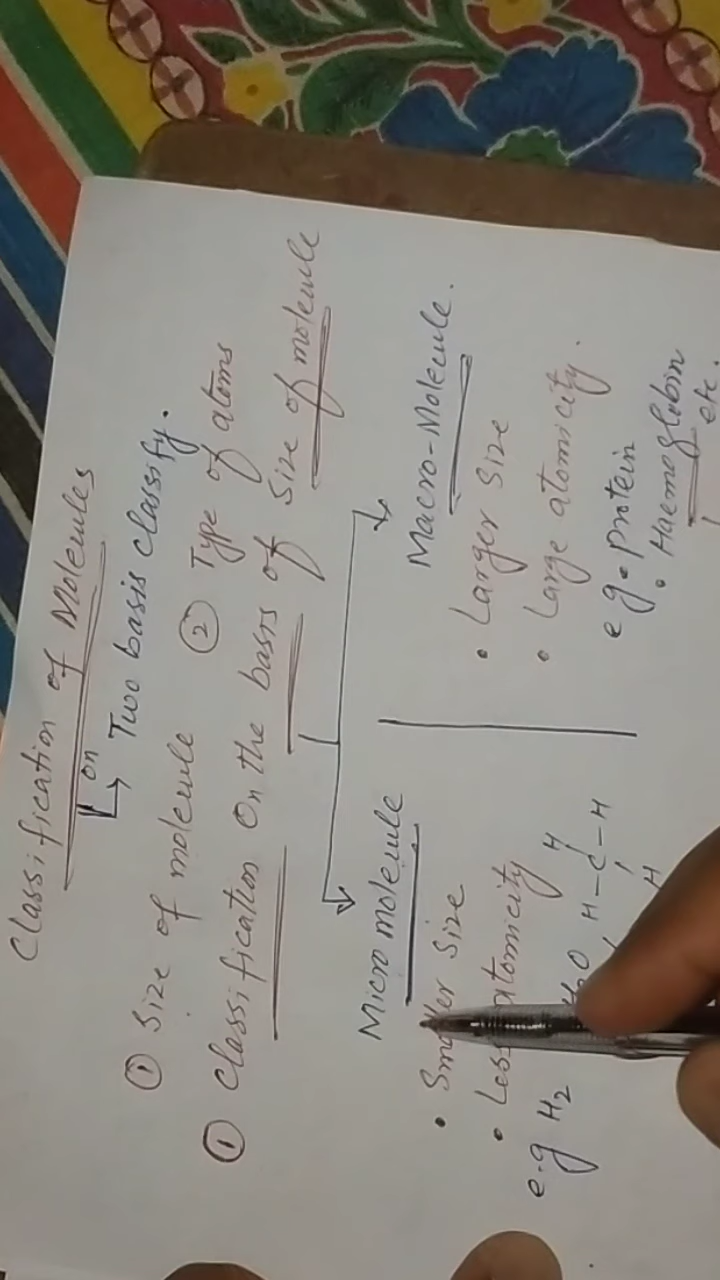 Classification of Molecules
on
→ Two basis classify.
① Size of molecule ② Type of atoms
① Classification On the basis of Size of molecule
Micro molecule
• Smaller Size
• Less atomicity
e.g H2 H2O, H-C-H
H
H
Macro-Molecule.
• Larger Size
• Large atomicity.
eg. • protein
• Haemoglobin
etc.